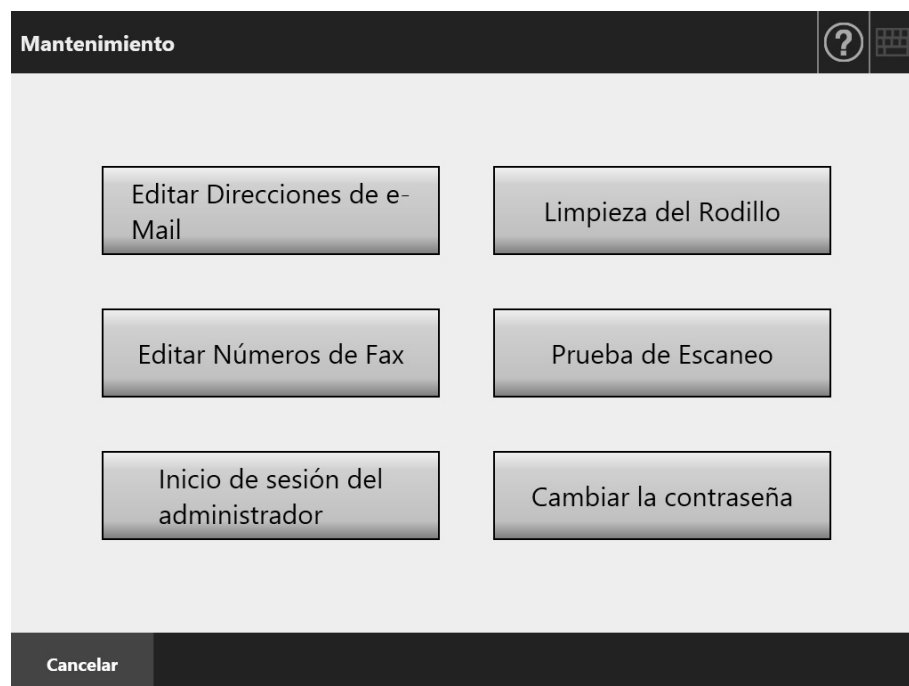 Mantenimiento
Editar Direcciones de e-
Mail
Limpieza del Rodillo
Editar Números de Fax
Prueba de Escaneo
Inicio de sesión del
administrador
Cambiar la contraseña
Cancelar